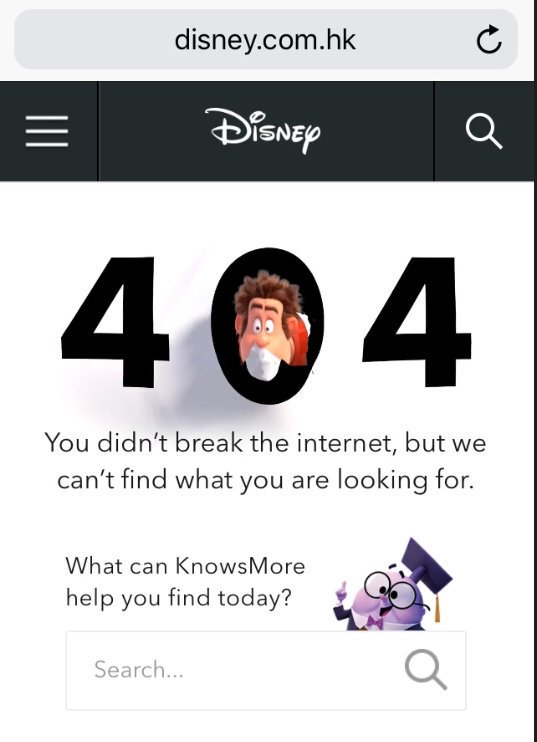 disney.com.hk
Disney
404
You didn’t break the internet, but we
can’t find what you are looking for.
What can KnowsMore
help you find today?
Search...